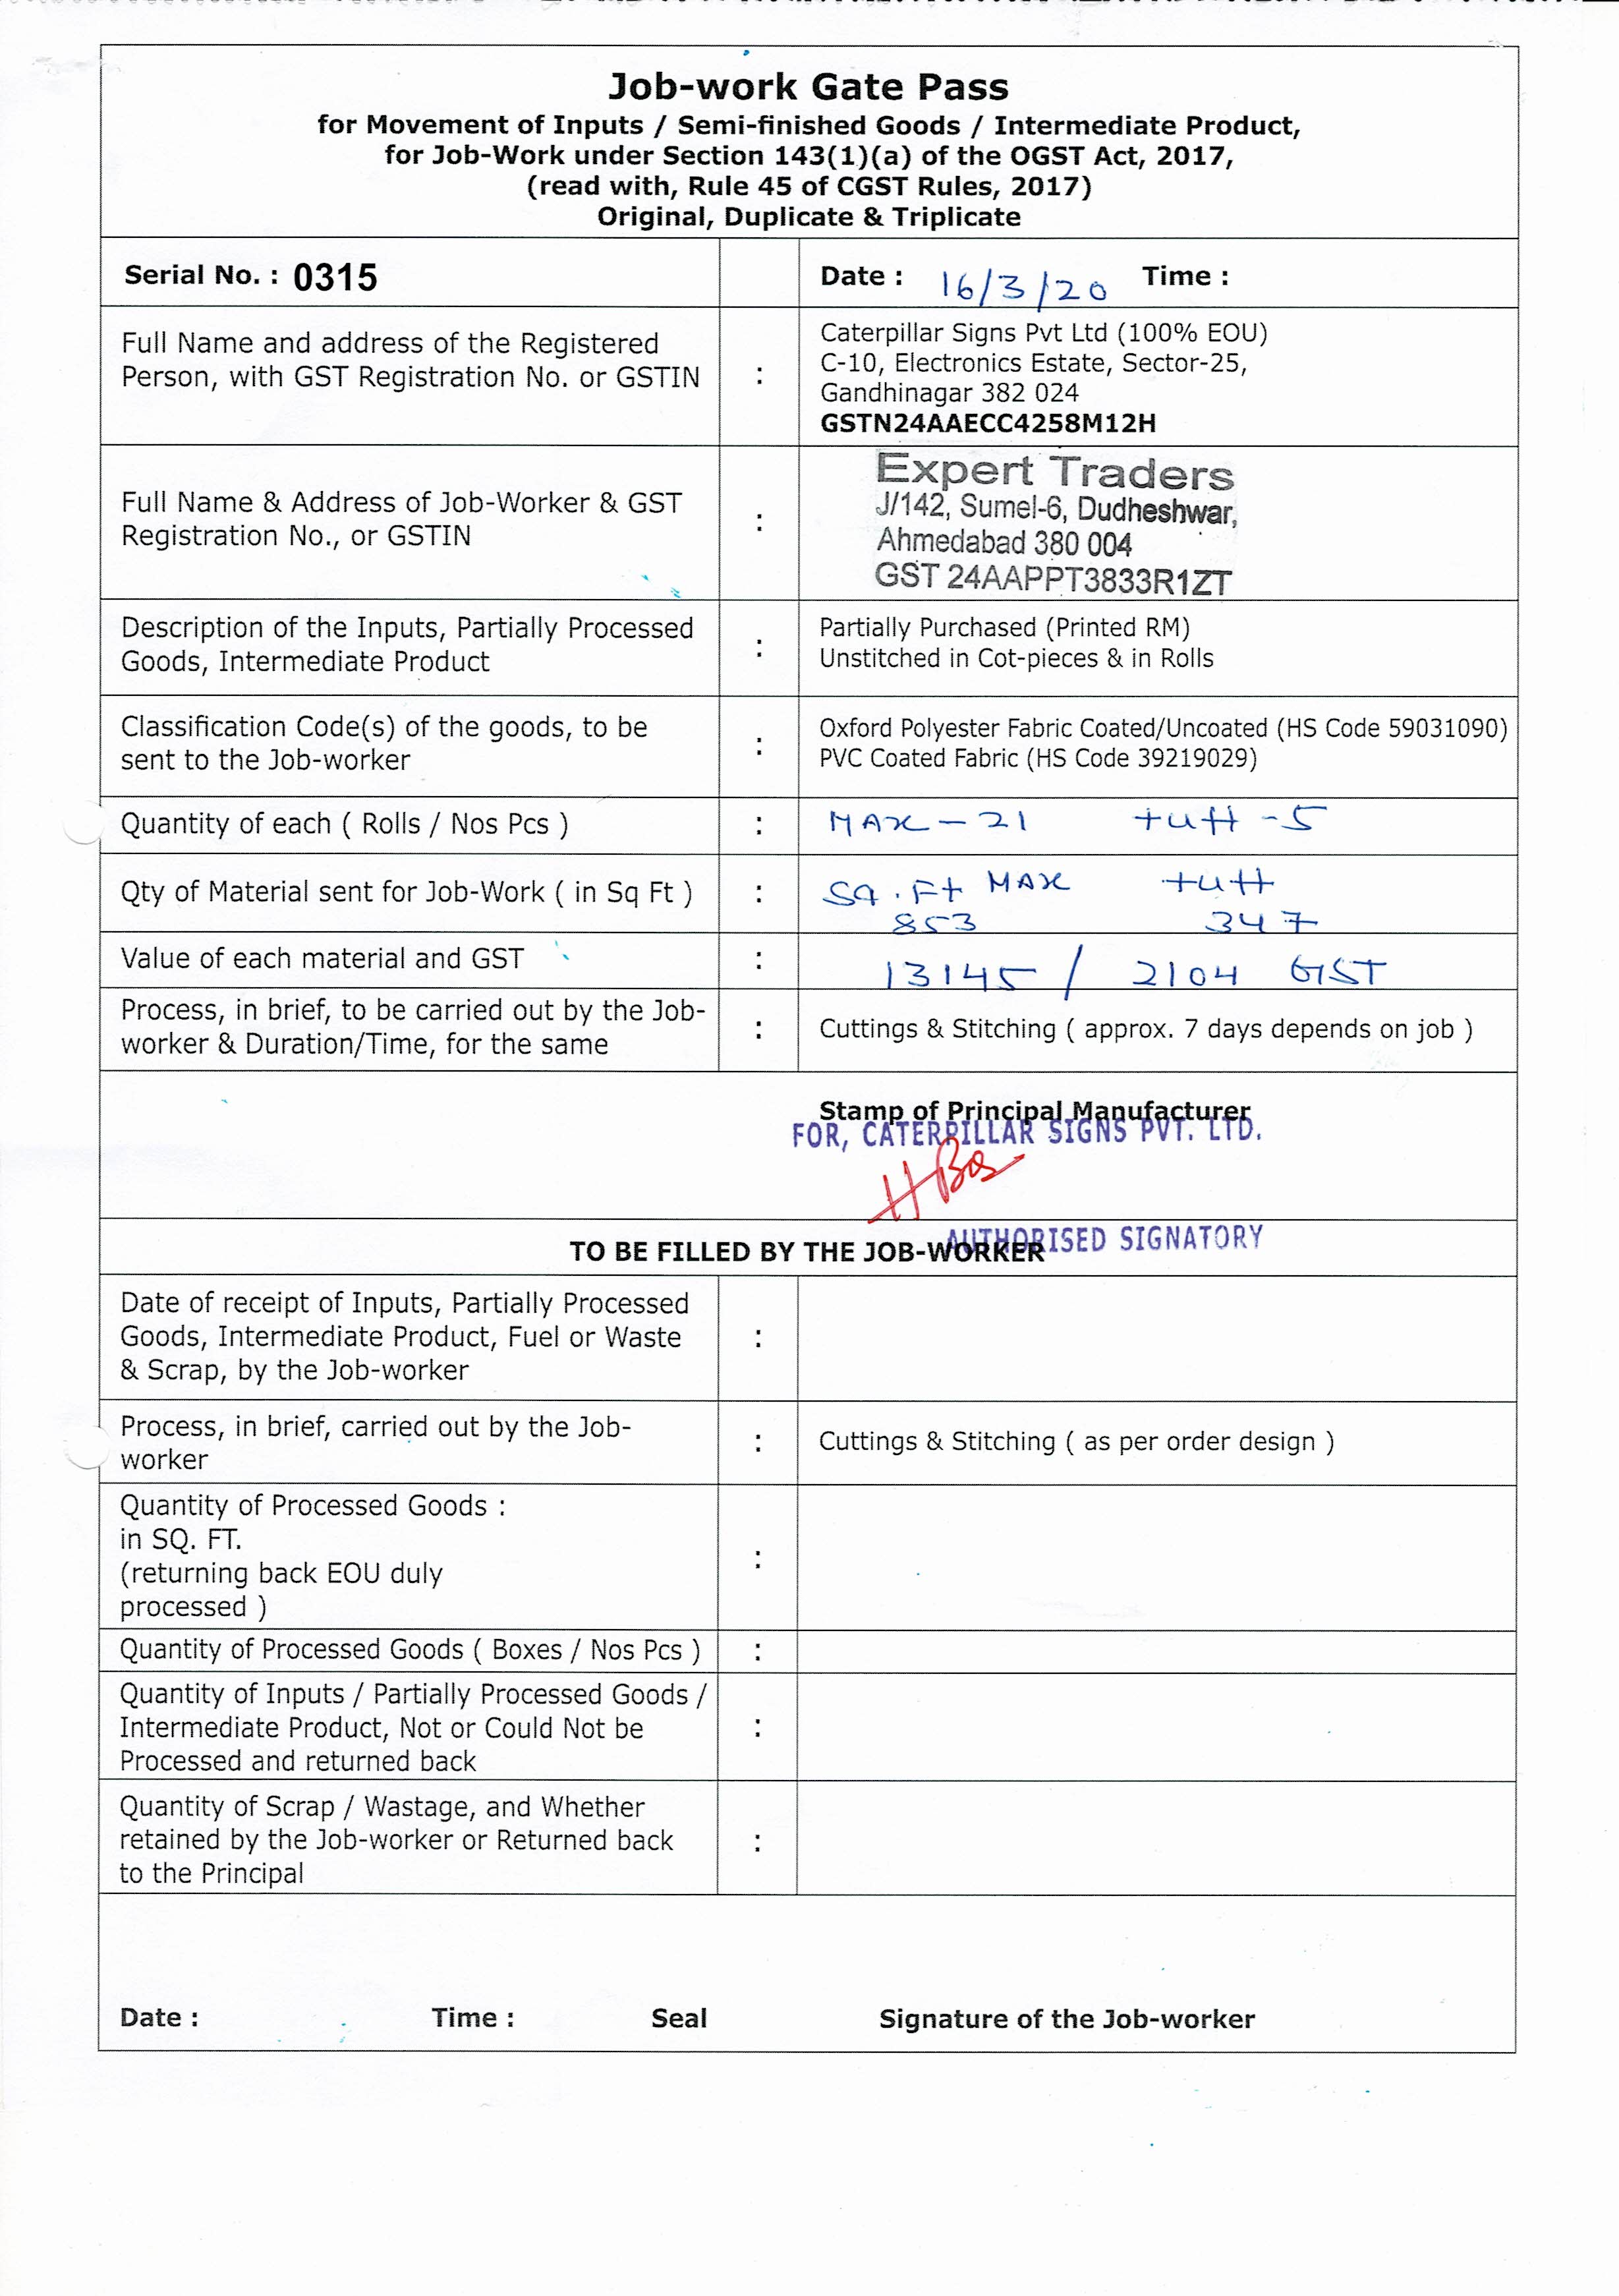 Job-work Gate Pass
for Movement of Inputs / Semi-finished Goods / Intermediate Product,
for Job-Work under Section 143(1)(a) of the OGST Act, 2017,
(read with, Rule 45 of CGST Rules, 2017)
Original, Duplicate & Triplicate
Serial No. : 0315
Date : 16/3/20 Time :
Full Name and address of the Registered
Person, with GST Registration No. or GSTIN
:
Caterpillar Signs Pvt Ltd (100% EOU)
C-10, Electronics Estate, Sector-25,
Gandhinagar 382 024
GSTN24AAECC4258M12H
Full Name & Address of Job-Worker & GST
Registration No., or GSTIN
:
Expert Traders
J/142, Sumel-6, Dudheshwar,
Ahmedabad 380 004
GST 24AAPPT3833R1ZT
Description of the Inputs, Partially Processed
Goods, Intermediate Product
:
Partially Purchased (Printed RM)
Unstitched in Cot-pieces & in Rolls
Classification Code(s) of the goods, to be
sent to the Job-worker
:
Oxford Polyester Fabric Coated/Uncoated (HS Code 59031090)
PVC Coated Fabric (HS Code 39219029)
Quantity of each ( Rolls / Nos Pcs )
:
MAX - 21 tuff - 5
Qty of Material sent for Job-Work ( in Sq Ft )
:
Sq. Ft MAX tuff
853 347
Value of each material and GST
:
13145 / 2104 GST
Process, in brief, to be carried out by the Job-
worker & Duration/Time, for the same
:
Cuttings & Stitching ( approx. 7 days depends on job )
Stamp of Principal Manufacturer
FOR, CATERPILLAR SIGNS PVT. LTD.
AUTHORISED SIGNATORY
TO BE FILLED BY THE JOB-WORKER
Date of receipt of Inputs, Partially Processed
Goods, Intermediate Product, Fuel or Waste
& Scrap, by the Job-worker
:
Process, in brief, carried out by the Job-
worker
:
Cuttings & Stitching ( as per order design )
Quantity of Processed Goods :
in SQ. FT.
(returning back EOU duly
processed )
:
Quantity of Processed Goods ( Boxes / Nos Pcs )
:
Quantity of Inputs / Partially Processed Goods /
Intermediate Product, Not or Could Not be
Processed and returned back
:
Quantity of Scrap / Wastage, and Whether
retained by the Job-worker or Returned back
to the Principal
:
Date : Time : Seal Signature of the Job-worker